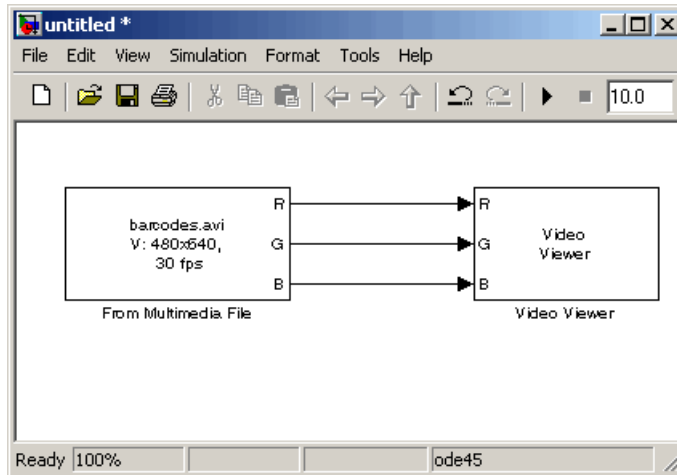 untitled *
File Edit View Simulation Format Tools Help
10.0
R R
barcodes.avi
V: 480x640,
30 fps
G G
Video
Viewer
B B
From Multimedia File Video Viewer
Ready 100% ode45